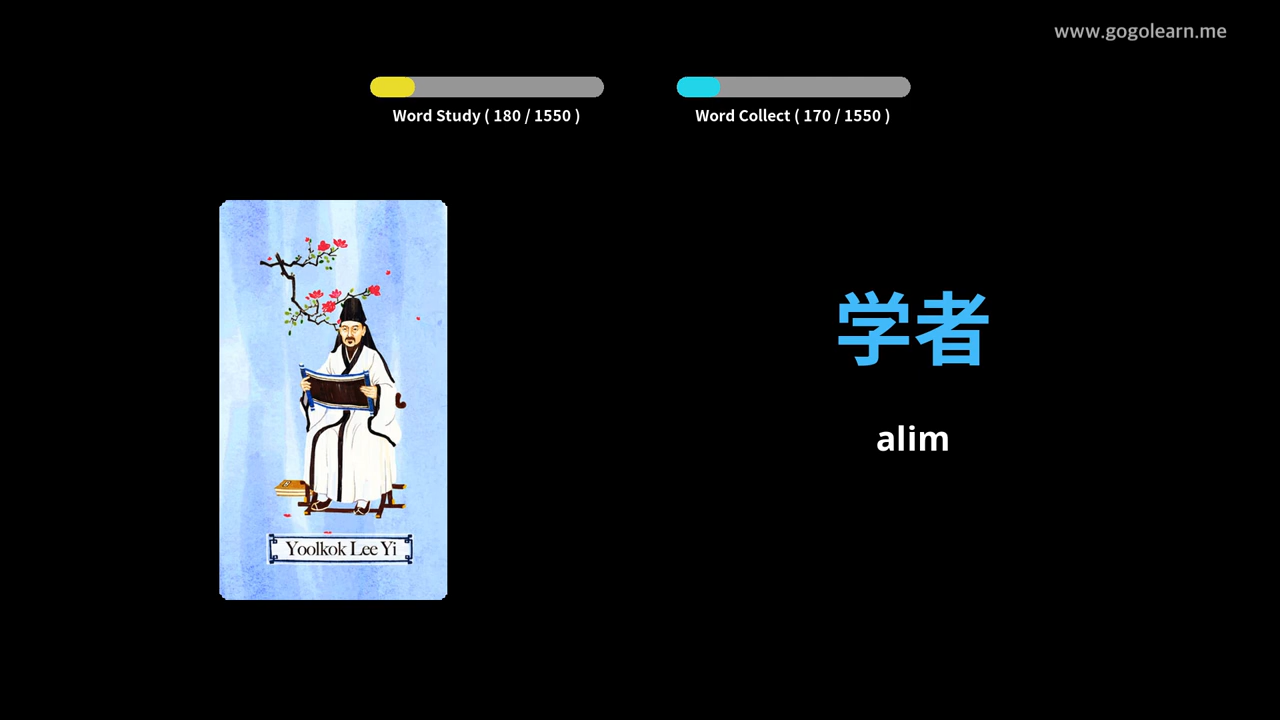 www.gogolearn.me
Word Study ( 180 / 1550 )
Word Collect ( 170 / 1550 )
学者
alim
Yoolkok Lee Yi